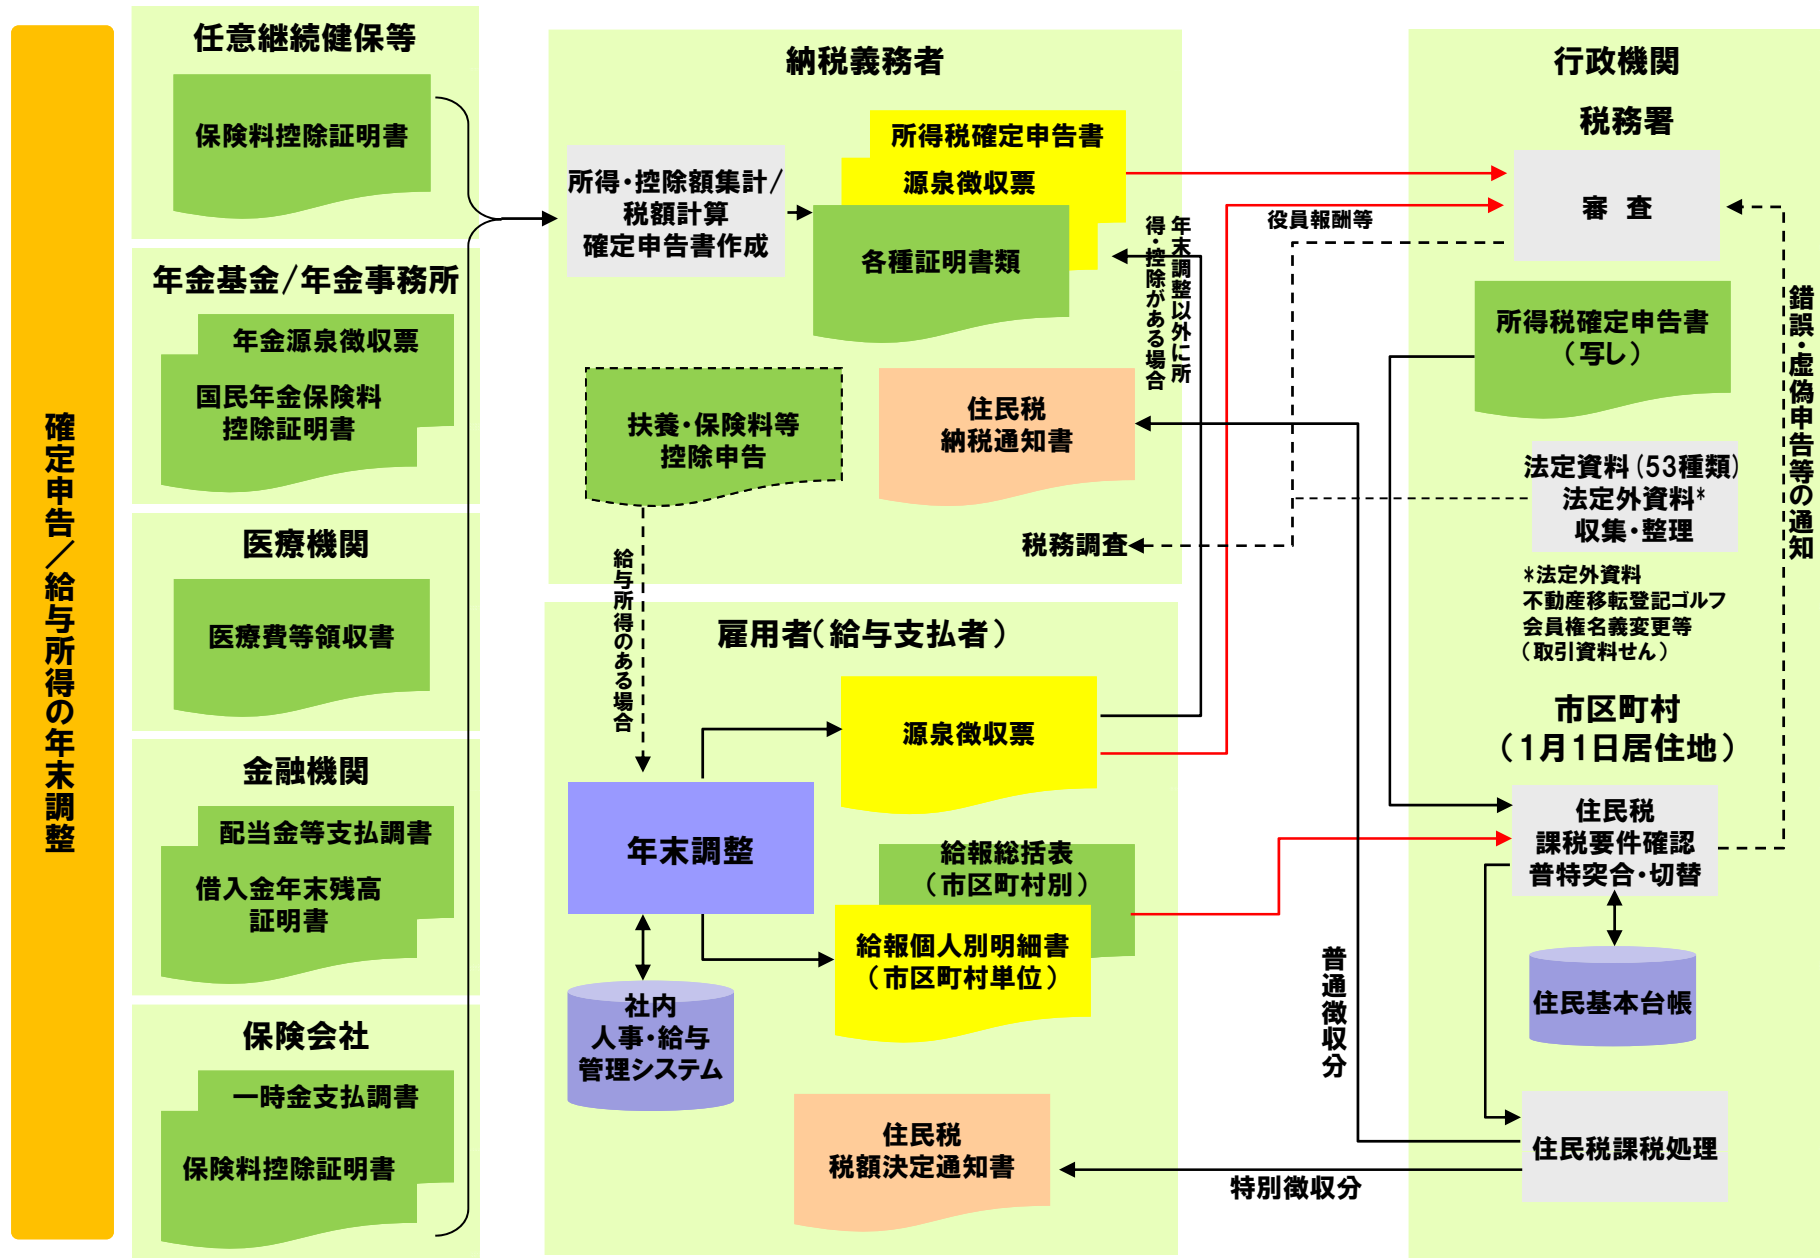 確定申告／給与所得の年末調整
任意継続健保等
保険料控除証明書
年金基金/年金事務所
年金源泉徴収票
国民年金保険料
控除証明書
医療機関
医療費等領収書
金融機関
配当金等支払調書
借入金年末残高
証明書
保険会社
一時金支払調書
保険料控除証明書
納税義務者
所得・控除額集計/
税額計算
確定申告書作成
所得税確定申告書
源泉徴収票
各種証明書類
年末調整以外に所
得・控除がある場合
扶養・保険料等
控除申告
住民税
納税通知書
税務調査
給与所得のある場合
雇用者(給与支払者)
源泉徴収票
年末調整
給報総括表
(市区町村別)
給報個人別明細書
(市区町村単位)
社内
人事・給与
管理システム
住民税
税額決定通知書
役員報酬等
普通徴収分
特別徴収分
行政機関
税務署
審 査
所得税確定申告書
(写し)
法定資料(53種類)
法定外資料*
収集・整理
*法定外資料
不動産移転登記ゴルフ
会員権名義変更等
(取引資料せん)
錯誤・虚偽申告等の通知
市区町村
(1月1日居住地)
住民税
課税要件確認
普特突合・切替
住民基本台帳
住民税課税処理